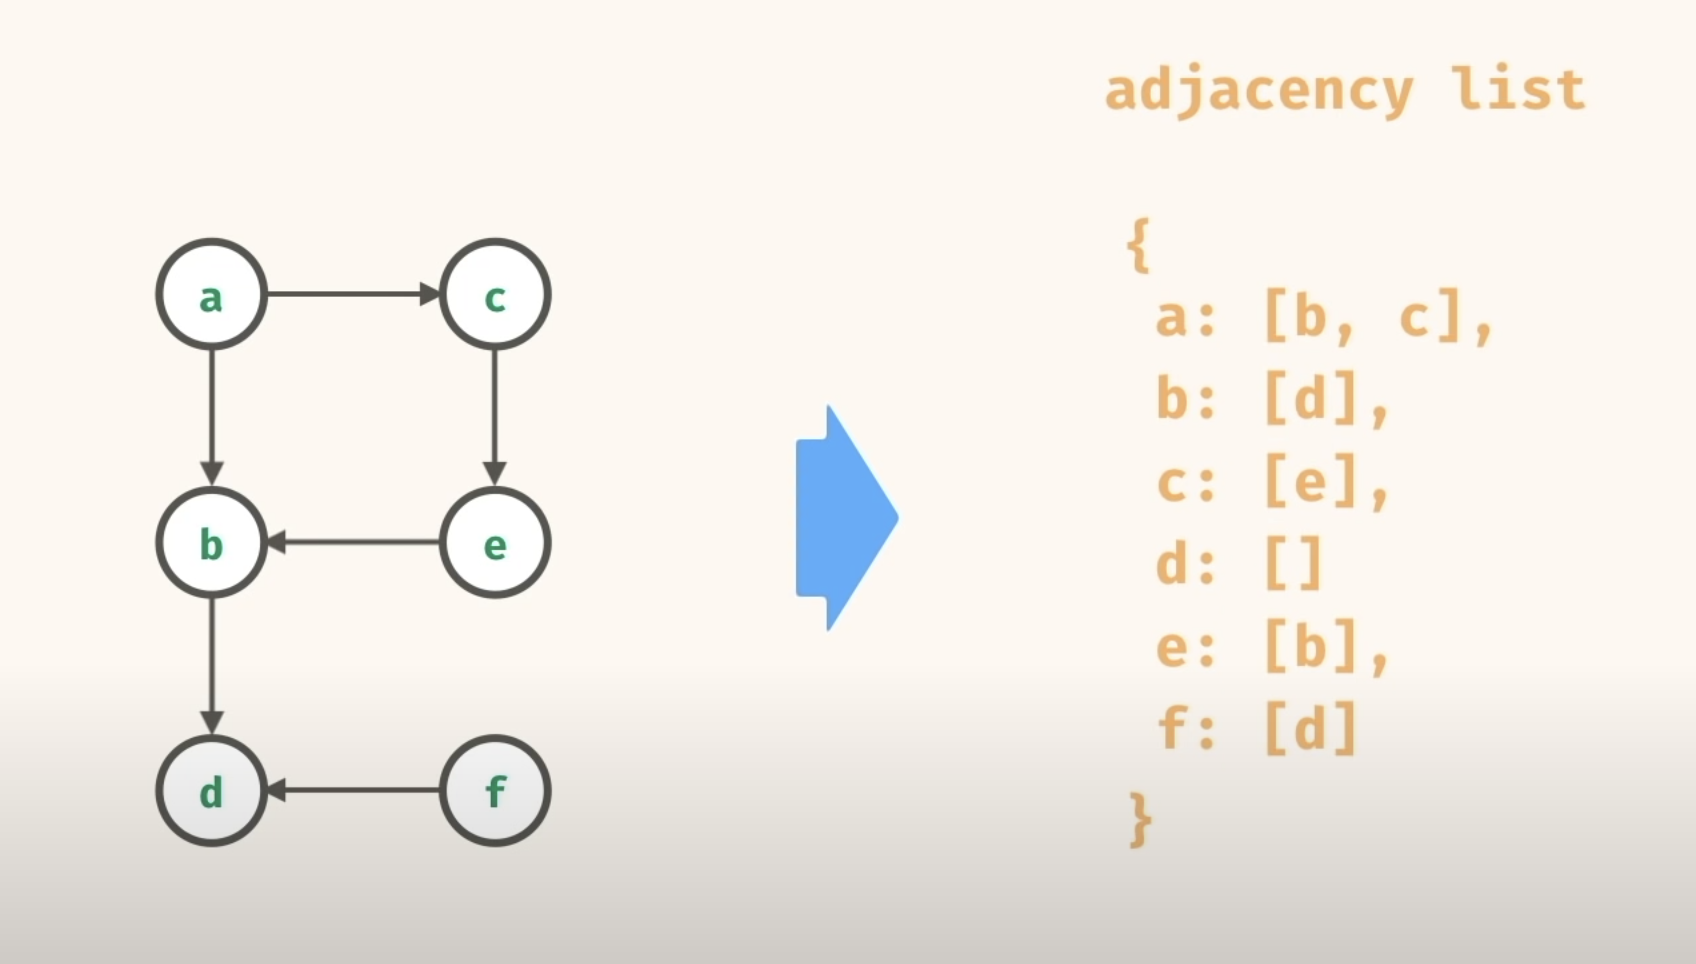 adjacency list
a
c
b
e
d
f
{
a: [b, c],
b: [d],
c: [e],
d: []
e: [b],
f: [d]
}